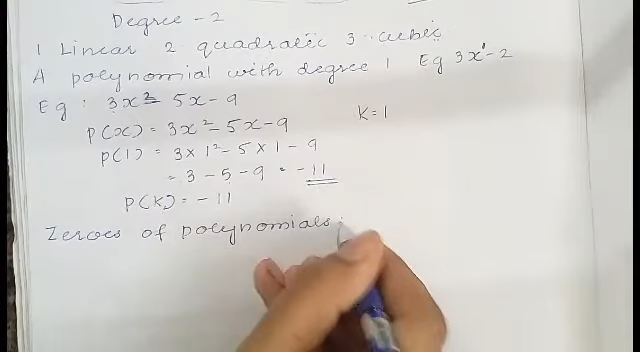 Degree - 2
1 Linear 2 quadratic 3 cubic
A polynomial with degree 1 Eg 3x¹-2
Eg : 3x² 5x-9
P(x) = 3x²-5x-9 K=1
P(1) = 3×1²-5×1-9
= 3-5-9 = -11
P(K) = -11
Zeroes of polynomials: